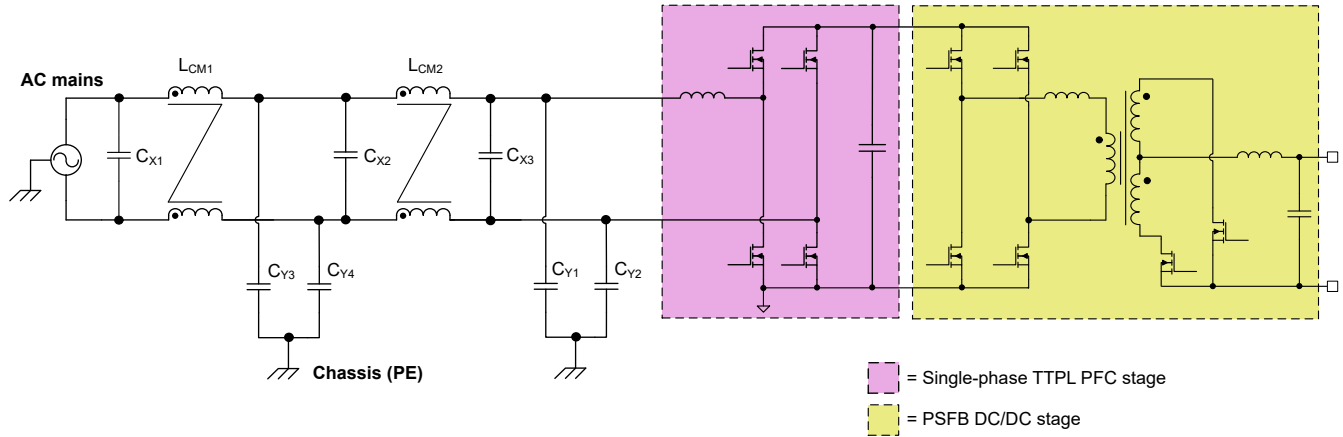 AC mains
LCM1
LCM2
CX1
CX2
CX3
CY3
CY4
CY1
CY2
Chassis (PE)
= Single-phase TTPL PFC stage
= PSFB DC/DC stage